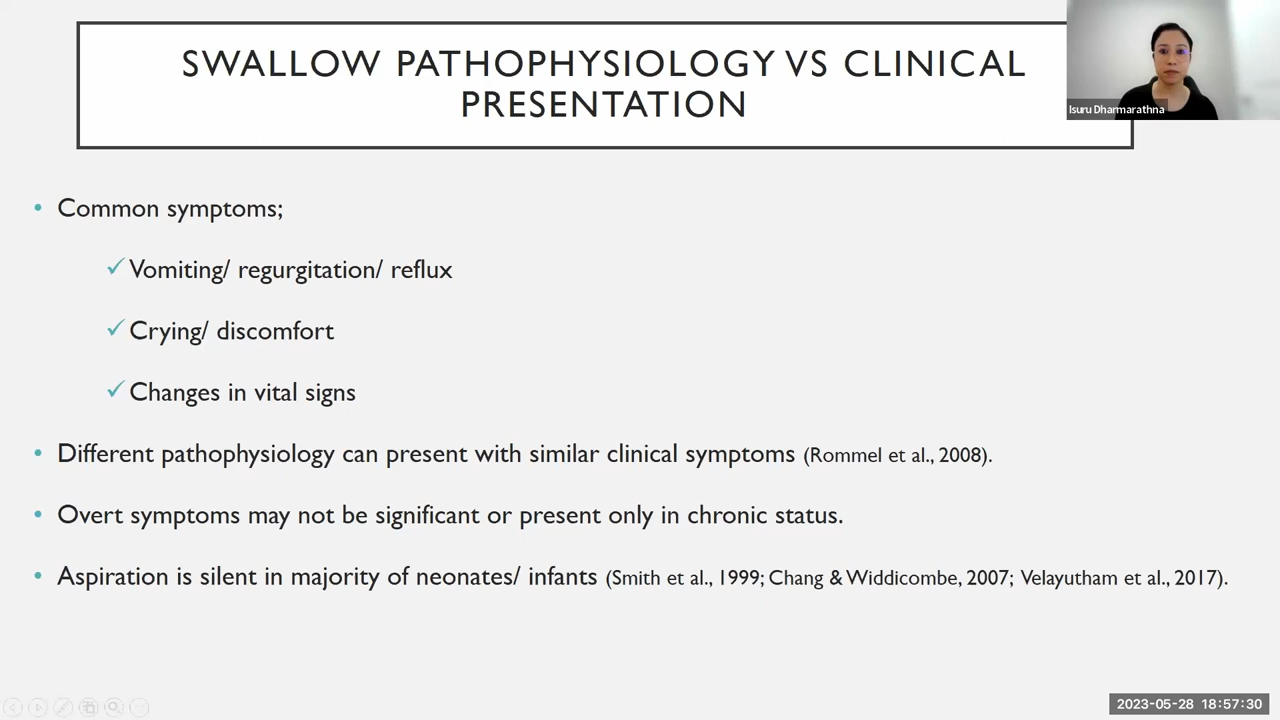 SWALLOW PATHOPHYSIOLOGY VS CLINICAL
PRESENTATION
Isuru Dharmarathna
• Common symptoms;
✓ Vomiting/ regurgitation/ reflux
✓ Crying/ discomfort
✓ Changes in vital signs
• Different pathophysiology can present with similar clinical symptoms (Rommel et al., 2008).
• Overt symptoms may not be significant or present only in chronic status.
• Aspiration is silent in majority of neonates/ infants (Smith et al., 1999; Chang & Widdicombe, 2007; Velayutham et al., 2017).
2023-05-28 18:57:30